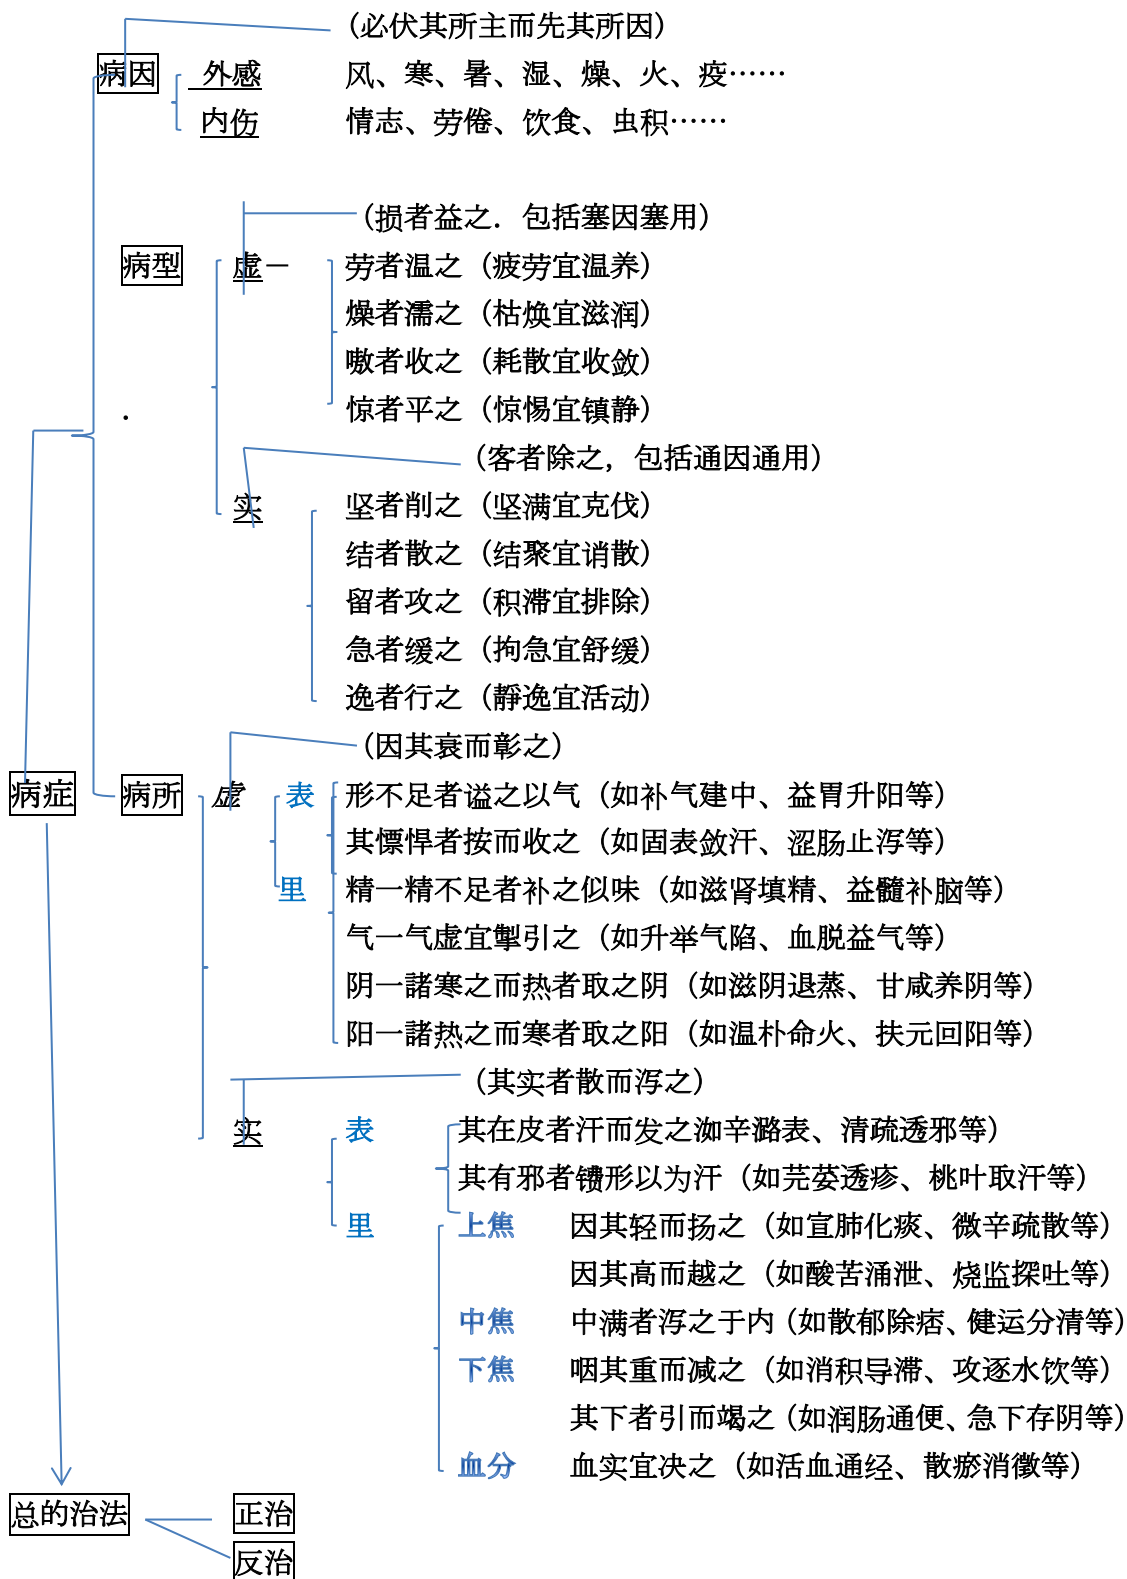 (必伏其所主而先其所因)
病因 外感 风、寒、暑、湿、燥、火、疫……
内伤 情志、劳倦、饮食、虫积……
(损者益之．包括塞因塞用)
病型 虚－ 劳者温之（疲劳宜温养）
燥者濡之（枯焕宜滋润）
嗷者收之（耗散宜收敛）
. 惊者平之（惊惕宜镇静）
(客者除之，包括通因通用)
实 坚者削之（坚满宜克伐）
结者散之（结聚宜诮散）
留者攻之（积滞宜排除）
急者缓之（拘急宜舒缓）
逸者行之（静逸宜活动）
(因其衰而彰之)
病症 病所 虚 表 形不足者谥之以气（如补气建中、益胃升阳等）
其慓悍者按而收之（如固表敛汗、涩肠止泻等）
里 精一精不足者补之似味（如滋肾填精、益髓补脑等）
气一气虚宜掣引之（如升举气陷、血脱益气等）
阴一諸寒之而热者取之阴（如滋阴退蒸、甘咸养阴等）
阳一諸热之而寒者取之阳（如温朴命火、扶元回阳等）
(其实者散而泻之)
实 表 其在皮者汗而发之洳辛潞表、清疏透邪等）
其有邪者镄形以为汗（如芫荽透疹、桃叶取汗等）
里 上焦 因其轻而扬之（如宣肺化痰、微辛疏散等）
因其高而越之（如酸苦涌泄、烧监探吐等）
中焦 中满者泻之于内（如散郁除痞、健运分清等）
下焦 咽其重而减之（如消积导滞、攻逐水饮等）
其下者引而竭之（如润肠通便、急下存阴等）
血分 血实宜决之（如活血通经、散瘀消徵等）
总的治法 正治
反治